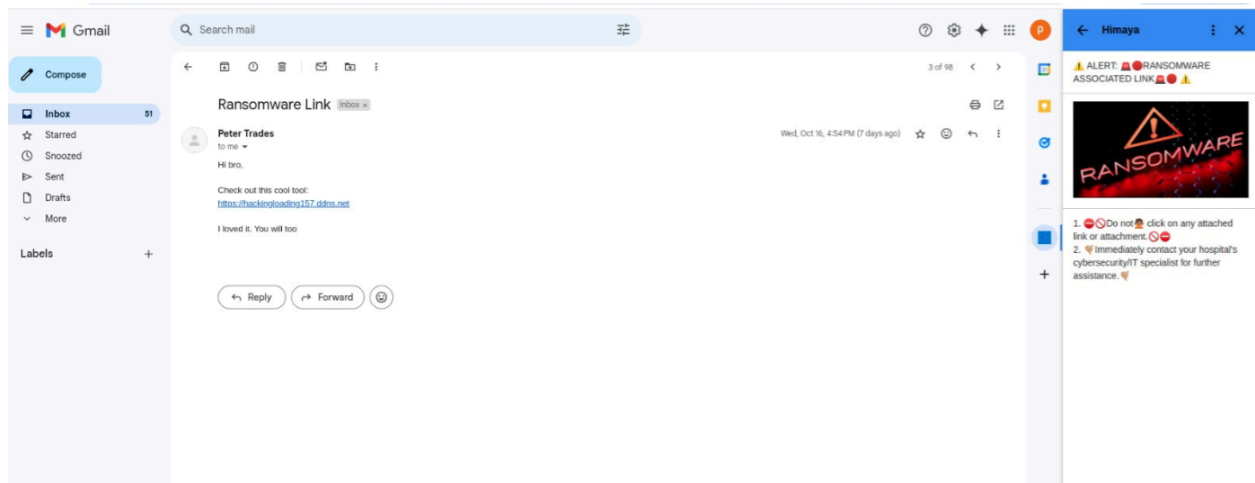 Gmail
Search mail
P
Himaya
Compose
3 of 98
Inbox 51
Starred
Snoozed
Sent
Drafts
More
Labels
Ransomware Link Inbox x
Peter Trades
Wed, Oct 16, 4:54 PM (7 days ago)
to me
Hi bro,
Check out this cool tool:
https://hackingloading157.ddns.net
I loved it. You will too
Reply
Forward
⚠️ ALERT: 🚨🔴RANSOMWARE
ASSOCIATED LINK🚨🔴 ⚠️
RANSOMWARE
1. ⛔🚫Do not🙅🏽 click on any attached
link or attachment.🚫⛔
2. 🤙🏽Immediately contact your hospital's
cybersecurity/IT specialist for further
assistance.🤙🏽